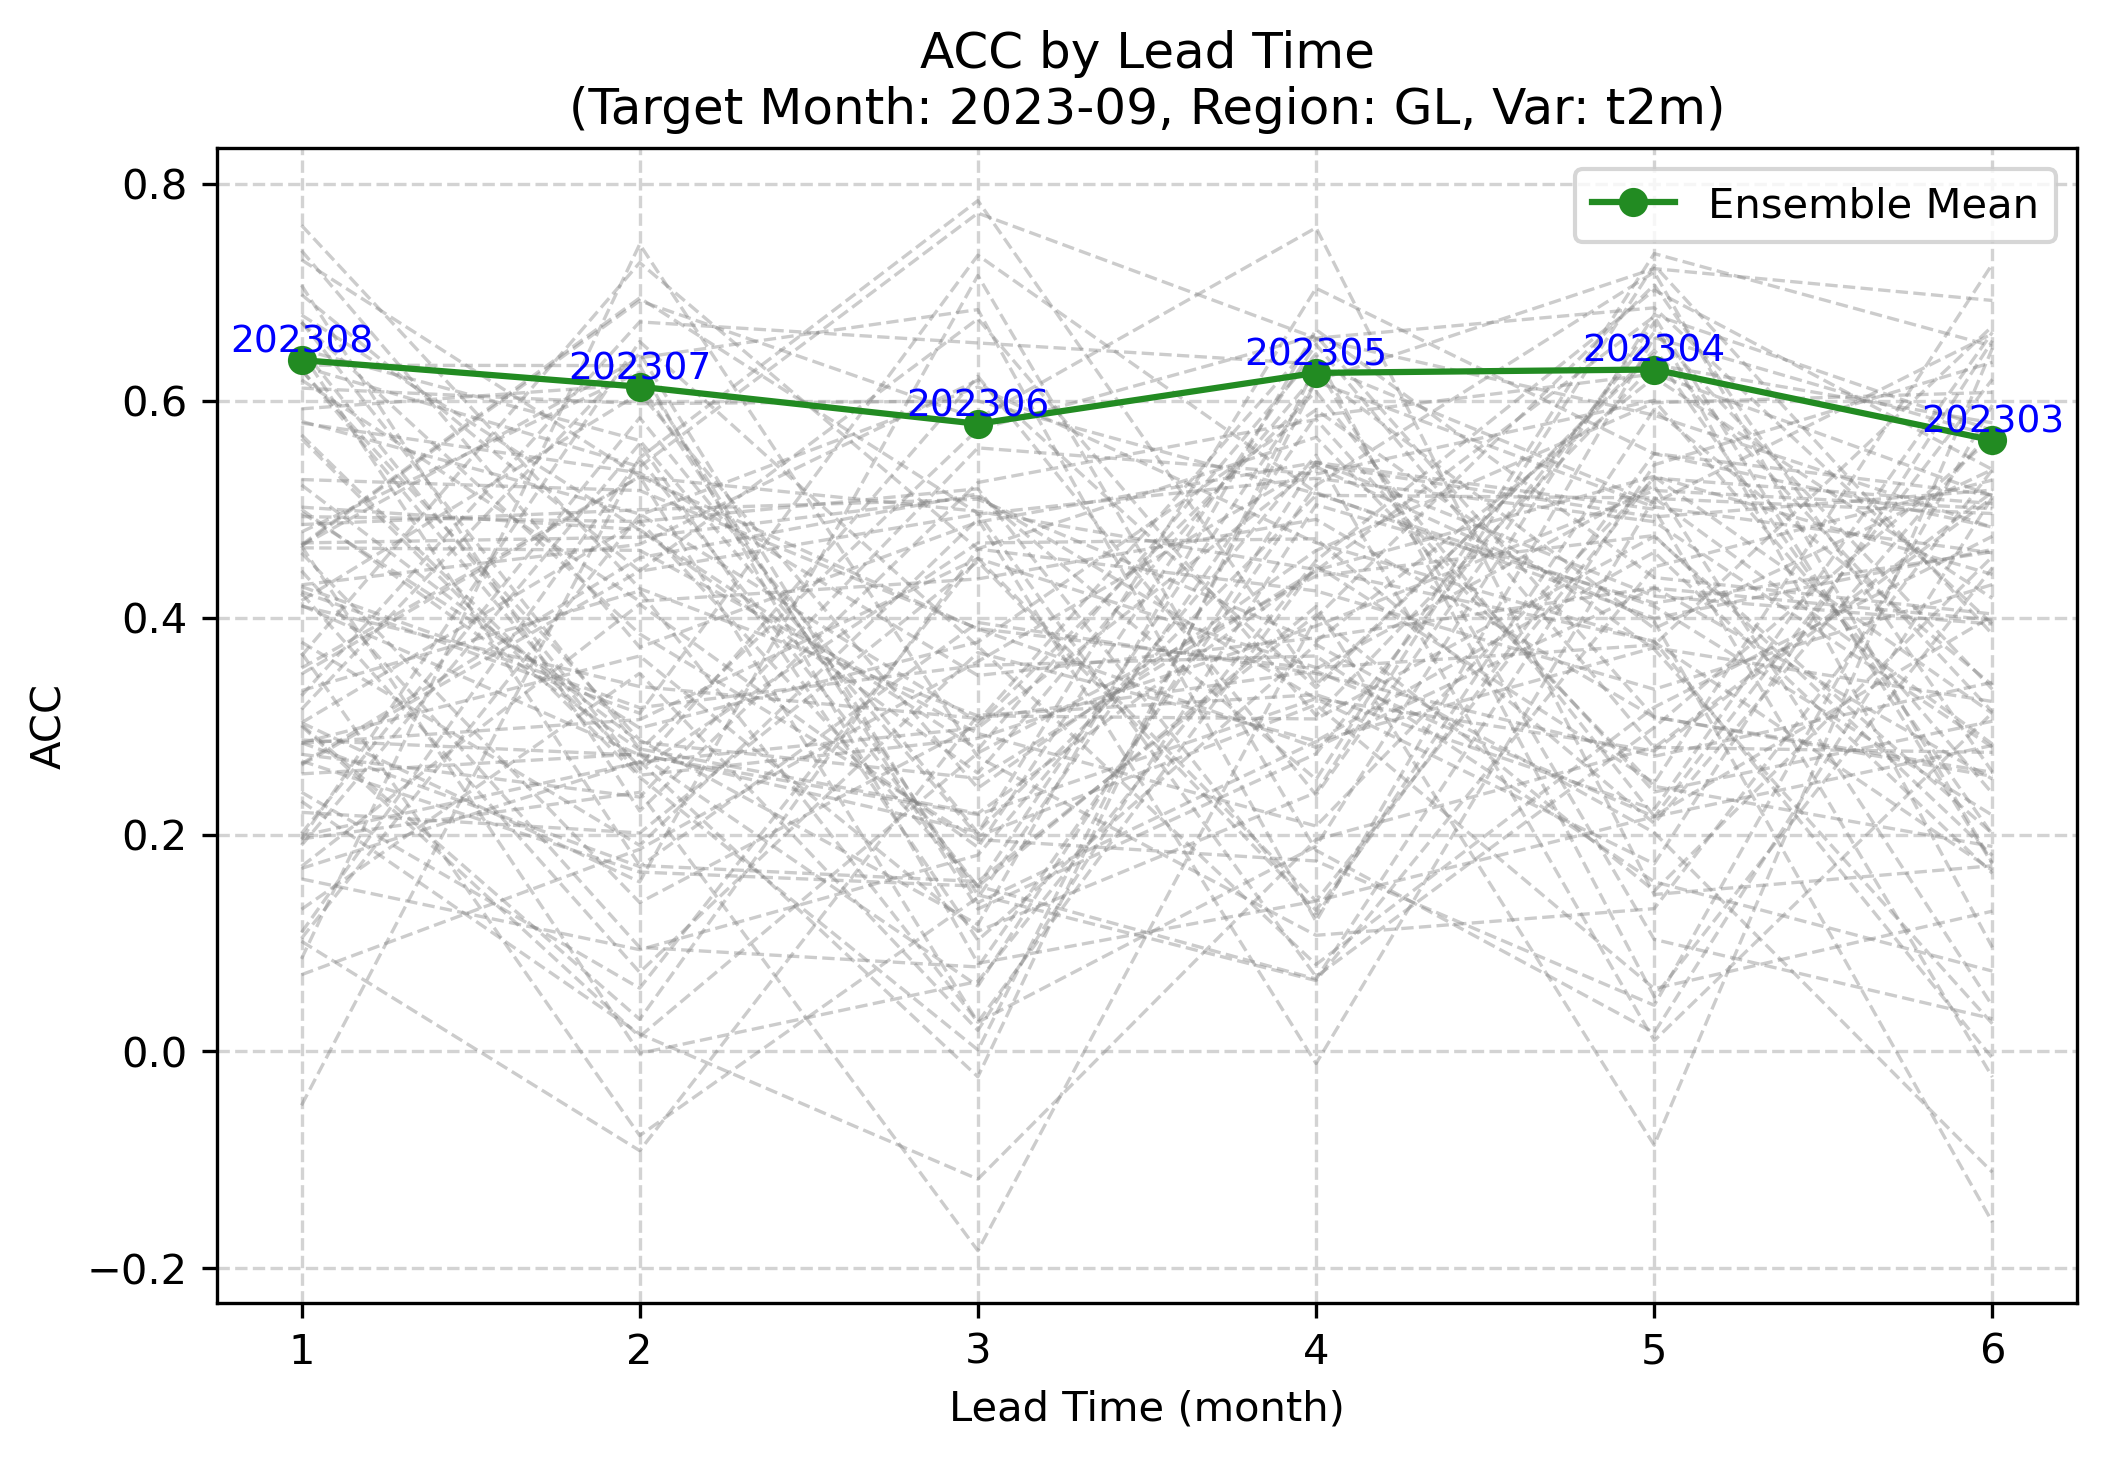 ACC by Lead Time
(Target Month: 2023-09, Region: GL, Var: t2m)
Ensemble Mean
0.8
0.6
0.4
0.2
0.0
−0.2
ACC
202308
202307
202306
202305
202304
202303
1 2 3 4 5 6
Lead Time (month)